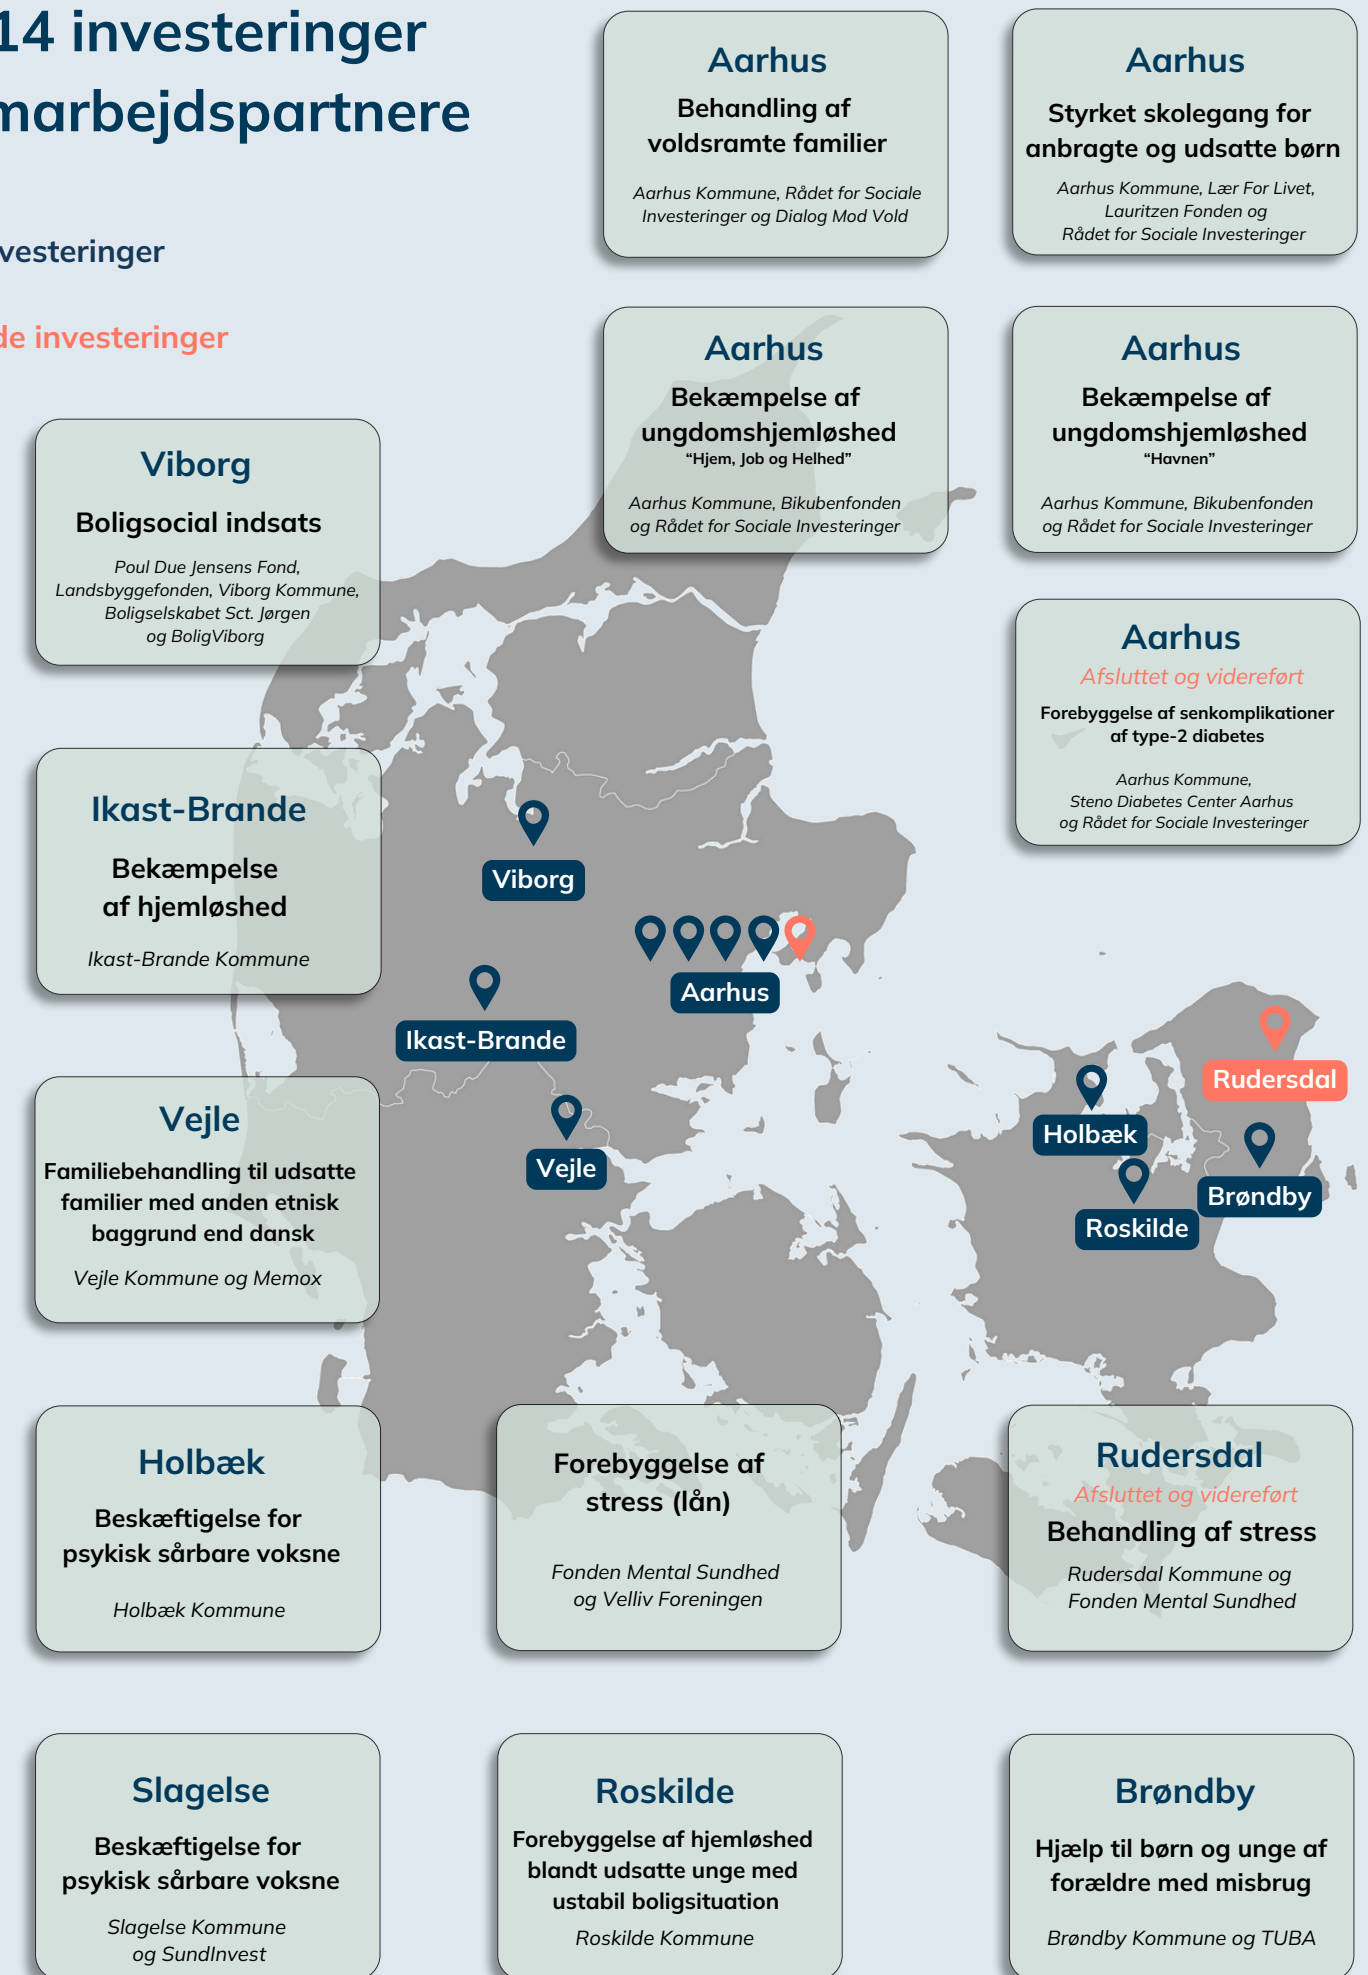 14 investeringer
marbejdspartnere
vesteringer
de investeringer
Aarhus
Behandling af
voldsramte familier
Aarhus Kommune, Rådet for Sociale
Investeringer og Dialog Mod Vold
Aarhus
Styrket skolegang for
anbragte og udsatte børn
Aarhus Kommune, Lær For Livet,
Lauritzen Fonden og
Rådet for Sociale Investeringer
Aarhus
Bekæmpelse af
ungdomshjemløshed
“Hjem, Job og Helhed”
Aarhus Kommune, Bikubenfonden
og Rådet for Sociale Investeringer
Aarhus
Bekæmpelse af
ungdomshjemløshed
“Havnen”
Aarhus Kommune, Bikubenfonden
og Rådet for Sociale Investeringer
Viborg
Boligsocial indsats
Poul Due Jensens Fond,
Landsbyggefonden, Viborg Kommune,
Boligselskabet Sct. Jørgen
og BoligViborg
Aarhus
Afsluttet og videreført
Forebyggelse af senkomplikationer
af type-2 diabetes
Aarhus Kommune,
Steno Diabetes Center Aarhus
og Rådet for Sociale Investeringer
Ikast-Brande
Bekæmpelse
af hjemløshed
Ikast-Brande Kommune
Viborg
Aarhus
Ikast-Brande
Vejle
Rudersdal
Holbæk
Brøndby
Roskilde
Vejle
Familiebehandling til udsatte
familier med anden etnisk
baggrund end dansk
Vejle Kommune og Memox
Holbæk
Beskæftigelse for
psykisk sårbare voksne
Holbæk Kommune
Forebyggelse af
stress (lån)
Fonden Mental Sundhed
og Velliv Foreningen
Rudersdal
Afsluttet og videreført
Behandling af stress
Rudersdal Kommune og
Fonden Mental Sundhed
Slagelse
Beskæftigelse for
psykisk sårbare voksne
Slagelse Kommune
og SundInvest
Roskilde
Forebyggelse af hjemløshed
blandt udsatte unge med
ustabil boligsituation
Roskilde Kommune
Brøndby
Hjælp til børn og unge af
forældre med misbrug
Brøndby Kommune og TUBA